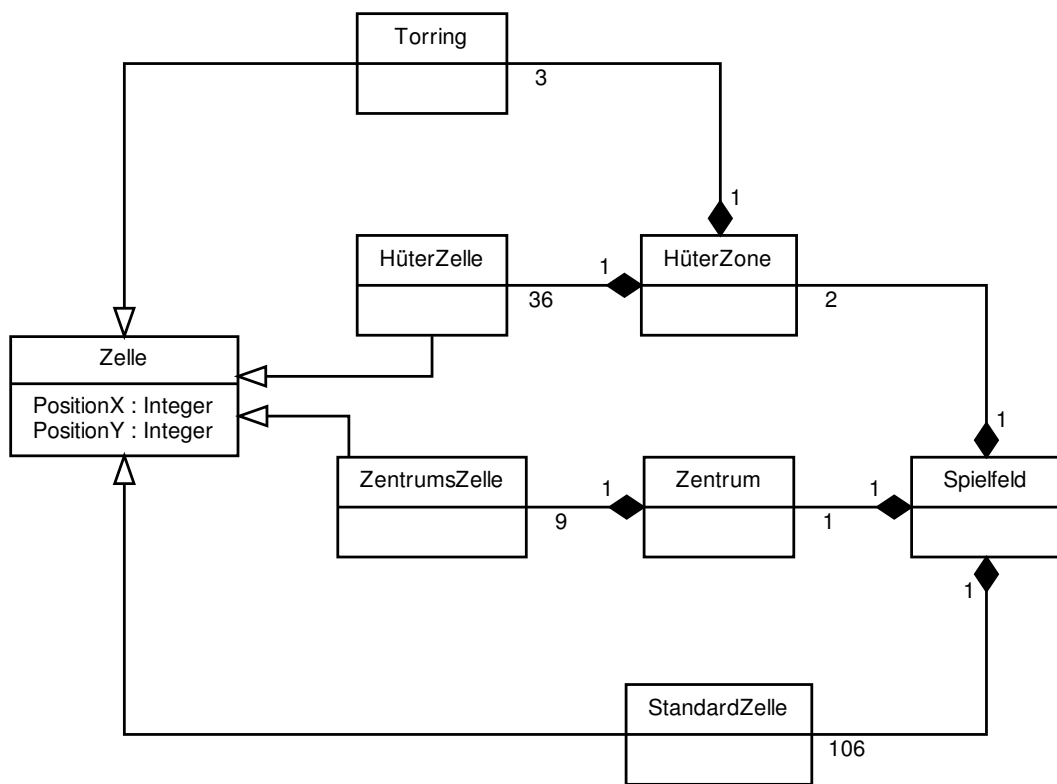 Torring
3
1
HüterZelle
1
HüterZone
36
2
Zelle
PositionX : Integer
PositionY : Integer
1
ZentrumsZelle
1
Zentrum
1
Spielfeld
9
1
1
StandardZelle
106